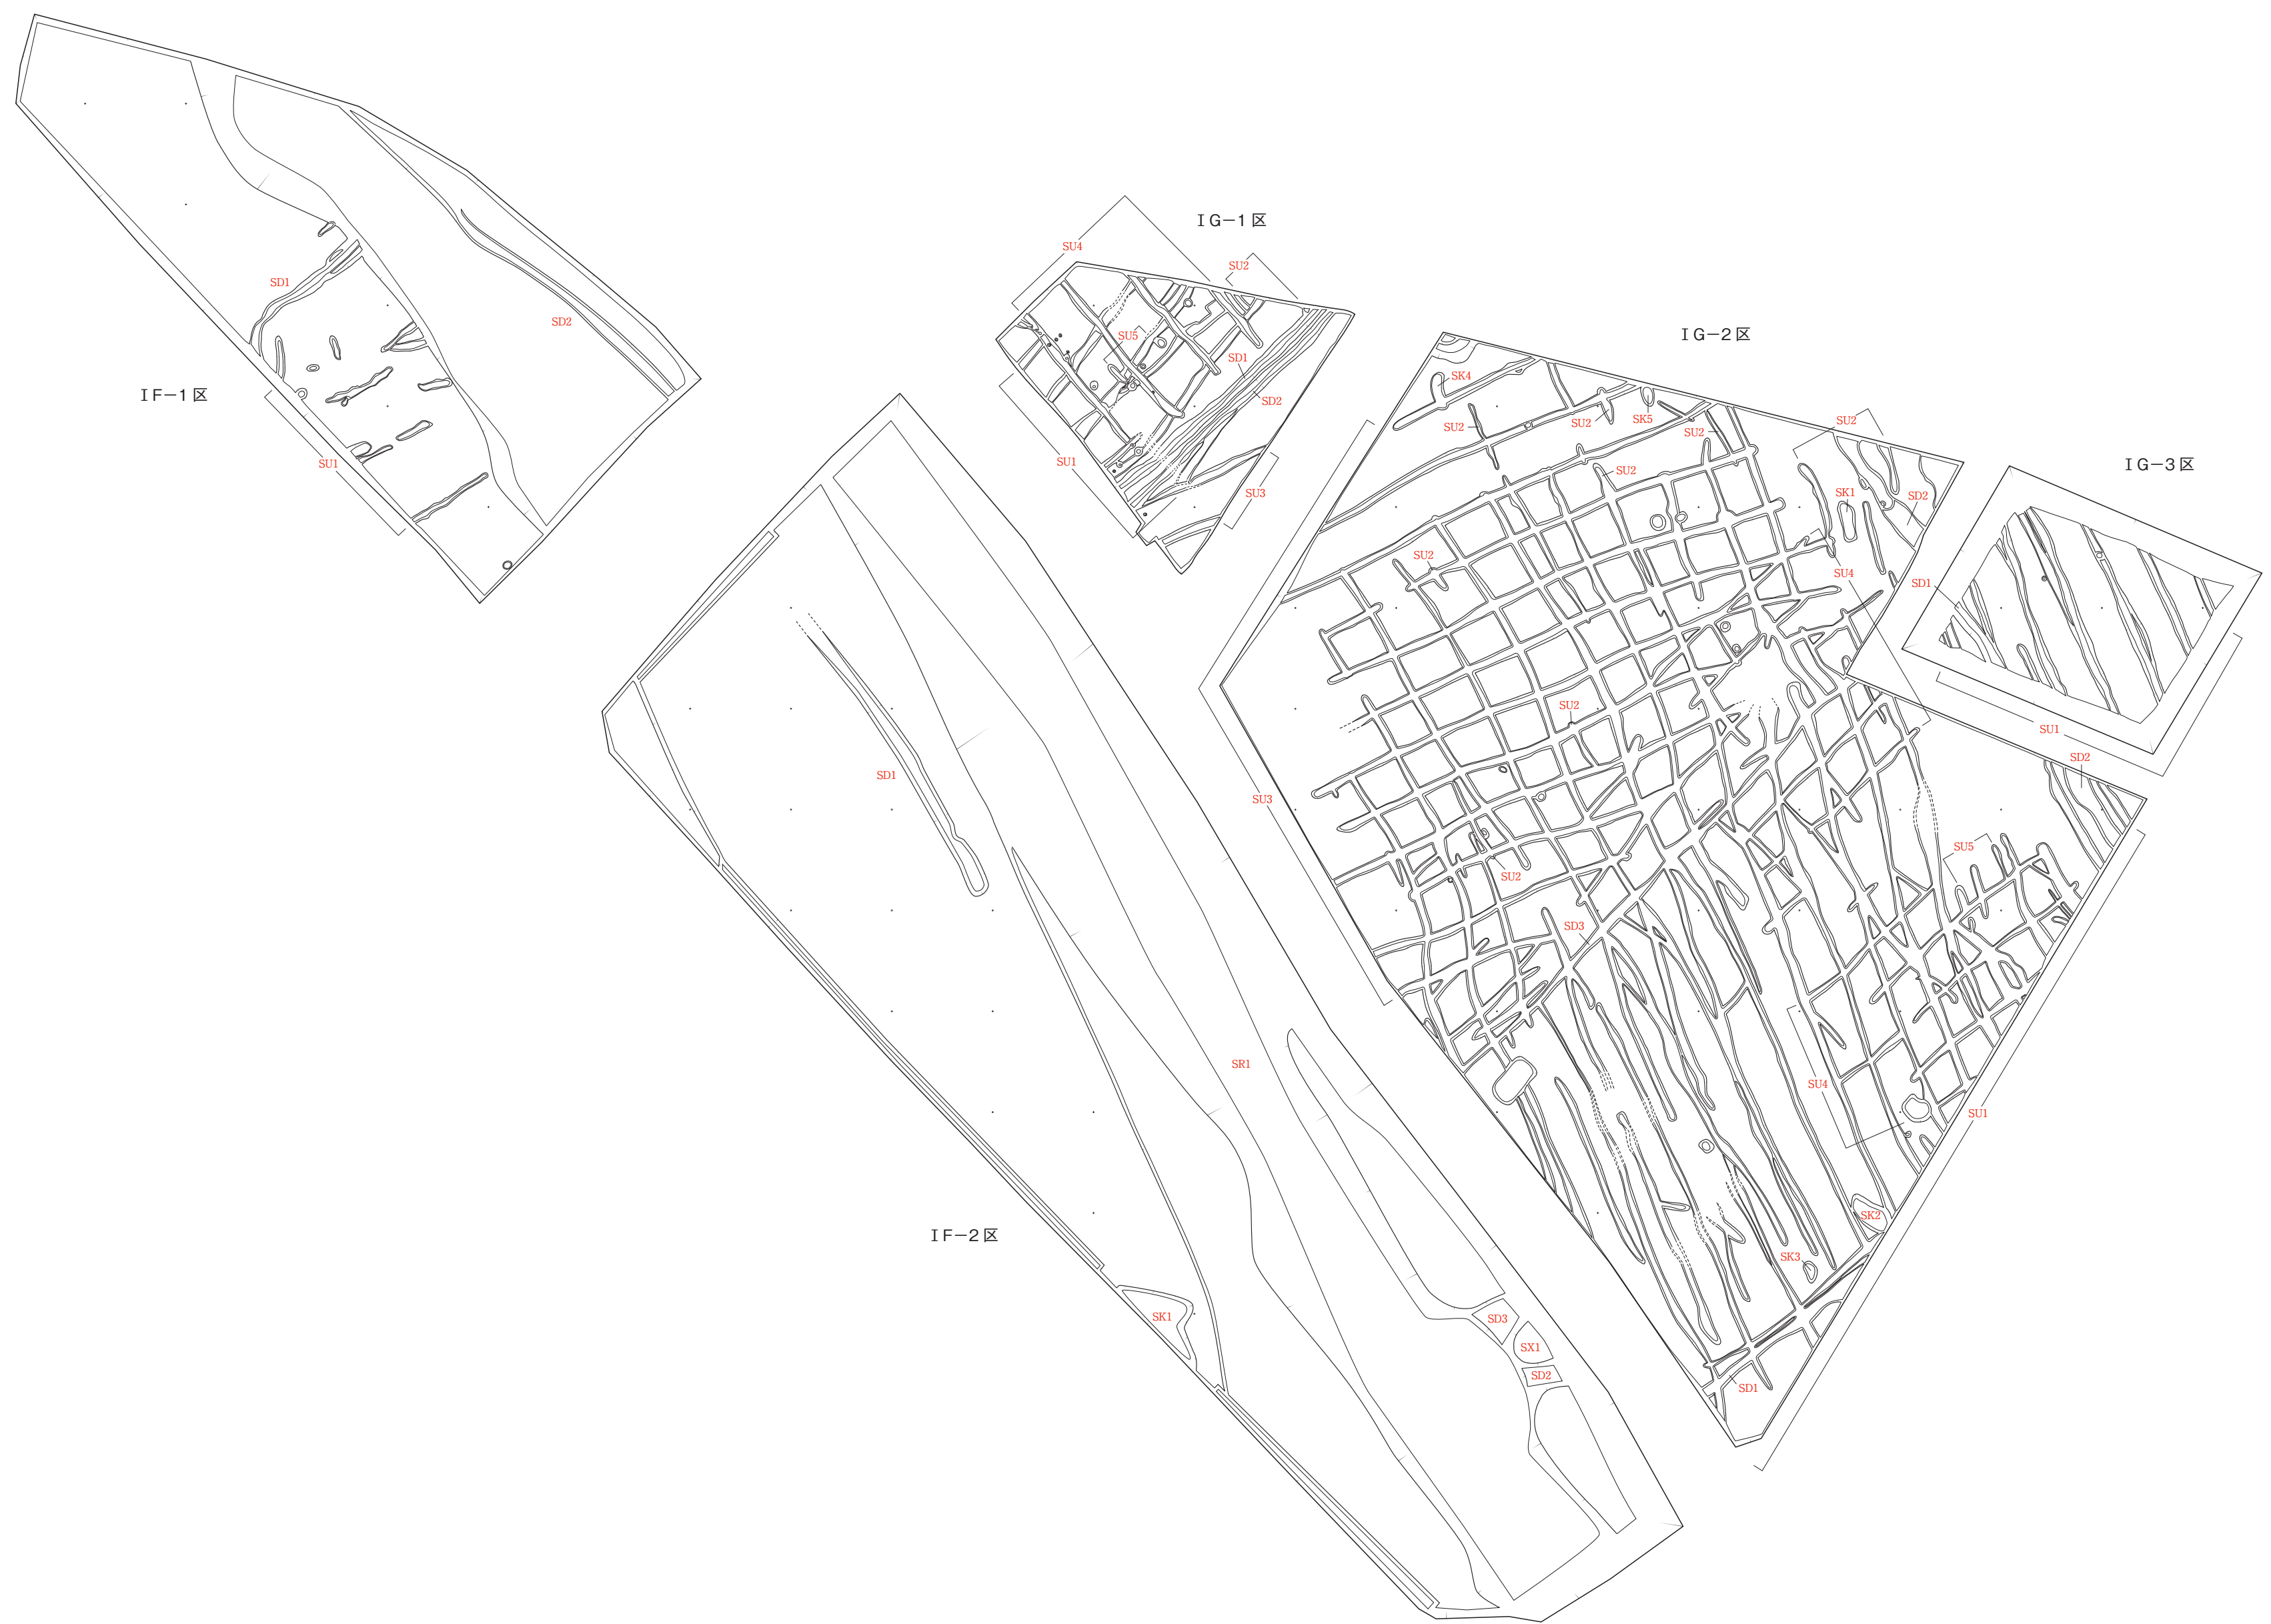 ⅠF-1区
SD1
SD2
SU1
ⅠG-1区
SU4
SU2
SU5
SD1
SD2
SU1
SU3
ⅠG-2区
SK4
SU2
SU2
SK5
SU2
SU2
SU2
SK1
SD2
SU2
SU4
SU2
SU3
SU2
SD3
SU5
SD2
SU4
SU1
SK2
SK3
SD1
ⅠG-3区
SD1
SU1
ⅠF-2区
SD1
SR1
SK1
SD3
SX1
SD2